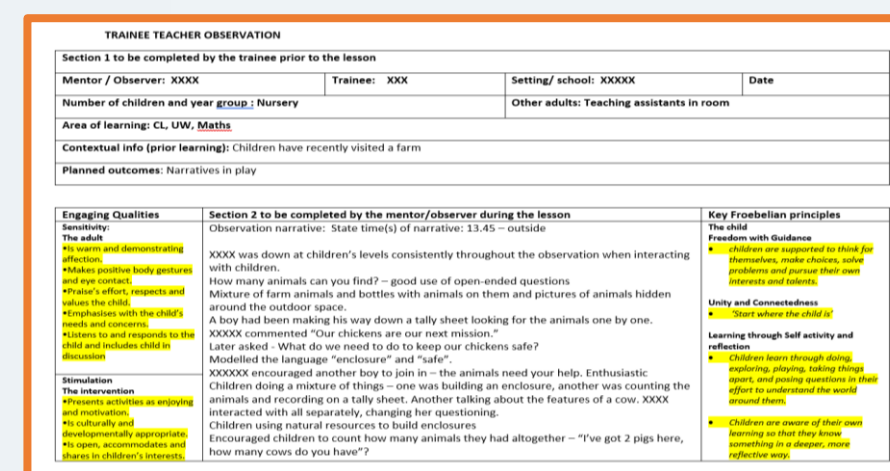 TRAINEE TEACHER OBSERVATION
Section 1 to be completed by the trainee prior to the lesson
Mentor / Observer: XXXX
Trainee: XXX
Setting/ school: XXXXX
Date
Number of children and year group : Nursery
Other adults: Teaching assistants in room
Area of learning: CL, UW, Maths
Contextual info (prior learning): Children have recently visited a farm
Planned outcomes: Narratives in play
Engaging Qualities
Sensitivity:
The adult
•Is warm and demonstrating
affection.
•Makes positive body gestures
and eye contact.
•Praise's effort, respects and
values the child.
•Emphasises with the child's
needs and concerns.
•Listens to and responds to the
child and includes child in
discussion
Stimulation
The intervention
•Presents activities as enjoying
and motivation.
•Is culturally and
developmentally appropriate.
•Is open, accommodates and
shares in children's interests.
Section 2 to be completed by the mentor/observer during the lesson
Observation narrative: State time(s) of narrative: 13.45 – outside
XXXX was down at children's levels consistently throughout the observation when interacting
with children.
How many animals can you find? – good use of open-ended questions
Mixture of farm animals and bottles with animals on them and pictures of animals hidden
around the outdoor space.
A boy had been making his way down a tally sheet looking for the animals one by one.
XXXXX commented "Our chickens are our next mission."
Later asked - What do we need to do to keep our chickens safe?
Modelled the language "enclosure" and "safe".
XXXXXX encouraged another boy to join in – the animals need your help. Enthusiastic
Children doing a mixture of things – one was building an enclosure, another was counting the
animals and recording on a tally sheet. Another talking about the features of a cow. XXXX
interacted with all separately, changing her questioning.
Children using natural resources to build enclosures
Encouraged children to count how many animals they had altogether – "I've got 2 pigs here,
how many cows do you have"?
Key Froebelian principles
The child
Freedom with Guidance
• children are supported to think for
themselves, make choices, solve
problems and pursue their own
interests and talents.
Unity and Connectedness
• 'Start where the child is'
Learning through Self activity and
reflection
• Children learn through doing,
exploring, playing, taking things
apart, and posing questions in their
effort to understand the world
around them.
• Children are aware of their own
learning so that they know
something in a deeper, more
reflective way.